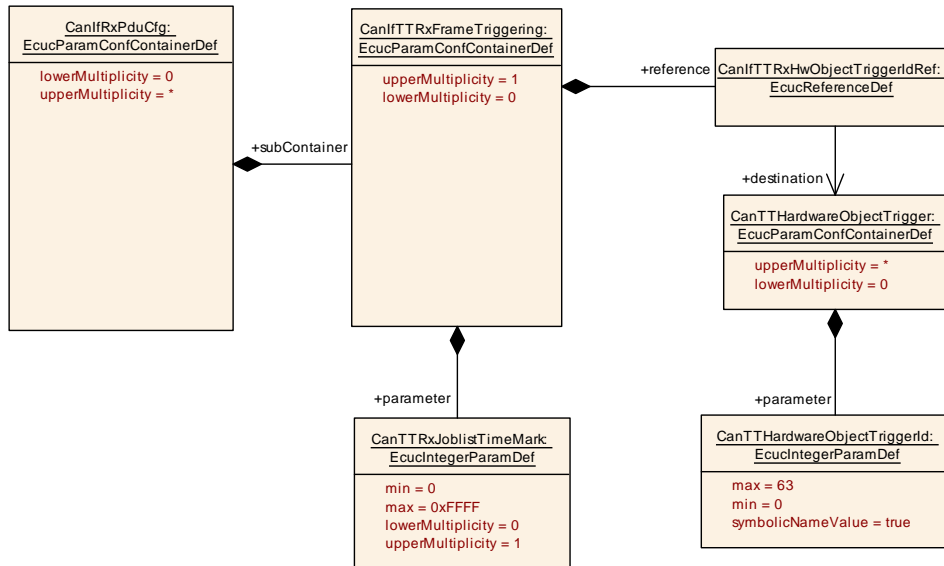 CanIfRxPduCfg:
EcucParamConfContainerDef
lowerMultiplicity = 0
upperMultiplicity = *
+subContainer
CanIfTTRxFrameTriggering:
EcucParamConfContainerDef
upperMultiplicity = 1
lowerMultiplicity = 0
+reference
CanIfTTRxHwObjectTriggerIdRef:
EcucReferenceDef
+destination
CanTTHardwareObjectTrigger:
EcucParamConfContainerDef
upperMultiplicity = *
lowerMultiplicity = 0
+parameter
CanTTRxJoblistTimeMark:
EcucIntegerParamDef
min = 0
max = 0xFFFF
lowerMultiplicity = 0
upperMultiplicity = 1
+parameter
CanTTHardwareObjectTriggerId:
EcucIntegerParamDef
max = 63
min = 0
symbolicNameValue = true